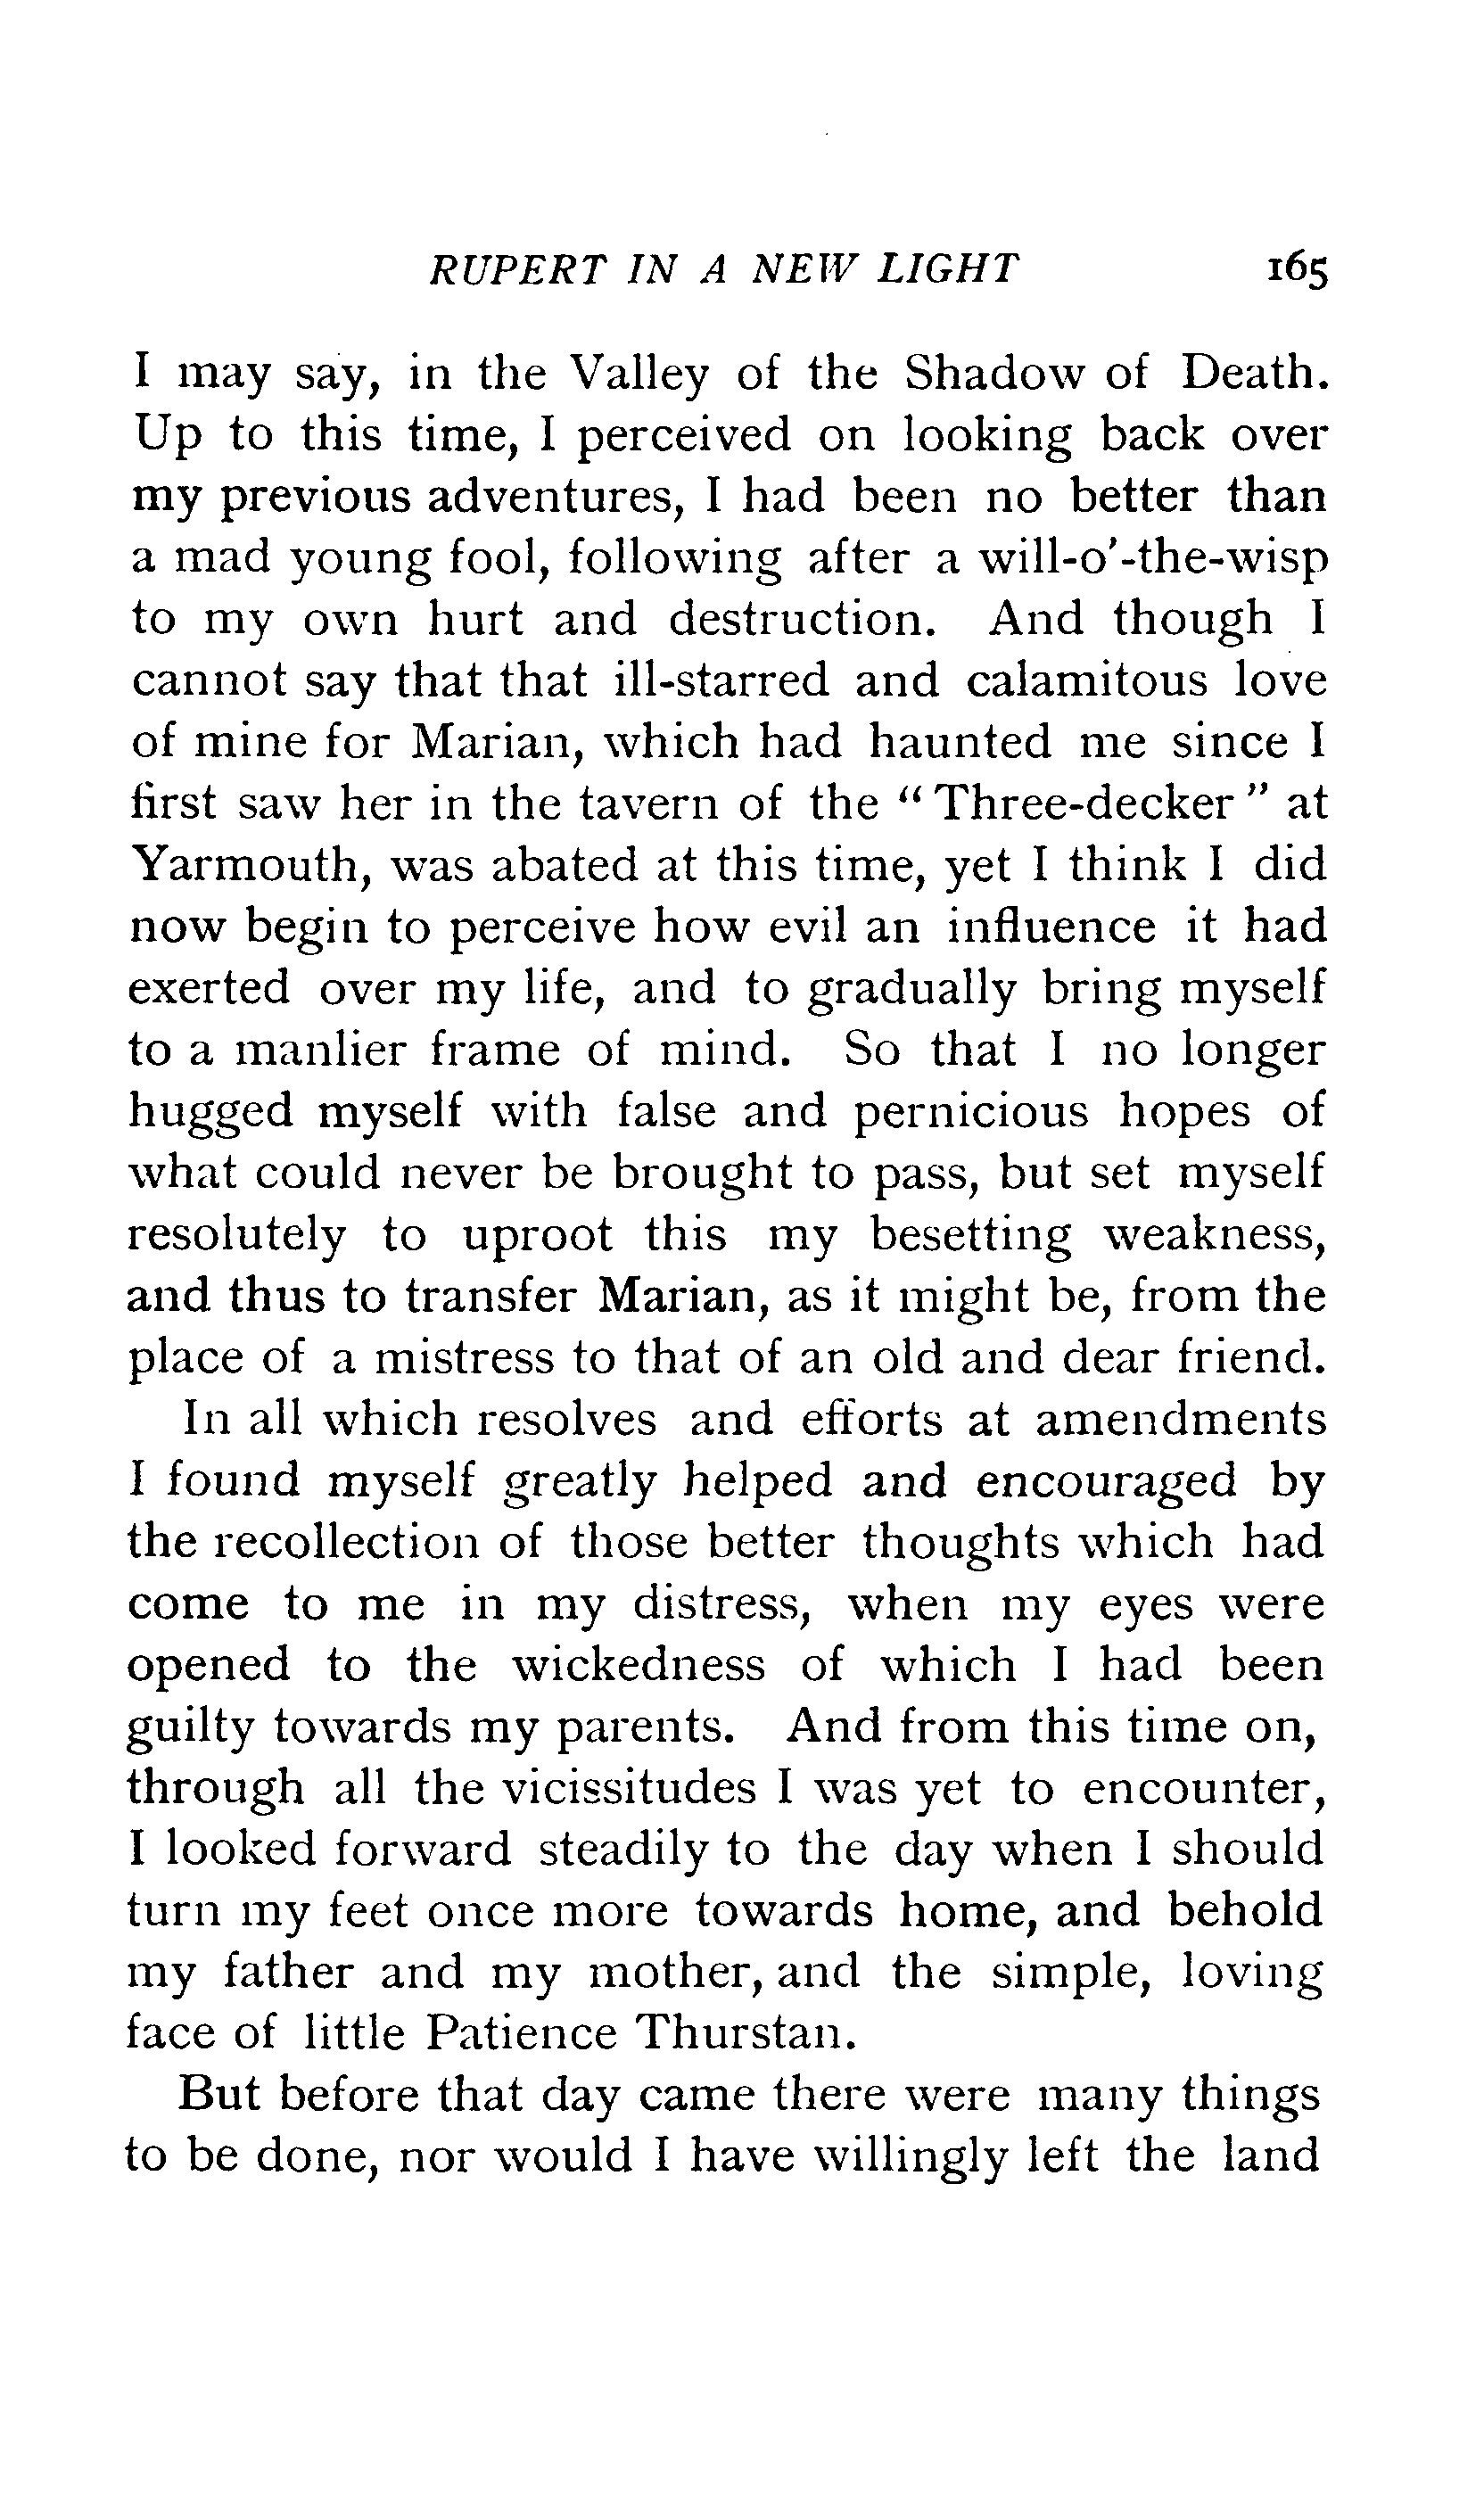 RUPERT IN A NEW LIGHT 165
I may say, in the Valley of the Shadow of Death.
Up to this time, I perceived on looking back over
my previous adventures, I had been no better than
a mad young fool, following after a will-o'-the-wisp
to my own hurt and destruction. And though I
cannot say that that ill-starred and calamitous love
of mine for Marian, which had haunted me since I
first saw her in the tavern of the “Three-decker” at
Yarmouth, was abated at this time, yet I think I did
now begin to perceive how evil an influence it had
exerted over my life, and to gradually bring myself
to a manlier frame of mind. So that I no longer
hugged myself with false and pernicious hopes of
what could never be brought to pass, but set myself
resolutely to uproot this my besetting weakness,
and thus to transfer Marian, as it might be, from the
place of a mistress to that of an old and dear friend.
In all which resolves and efforts at amendments
I found myself greatly helped and encouraged by
the recollection of those better thoughts which had
come to me in my distress, when my eyes were
opened to the wickedness of which I had been
guilty towards my parents. And from this time on,
through all the vicissitudes I was yet to encounter,
I looked forward steadily to the day when I should
turn my feet once more towards home, and behold
my father and my mother, and the simple, loving
face of little Patience Thurstan.
But before that day came there were many things
to be done, nor would I have willingly left the land